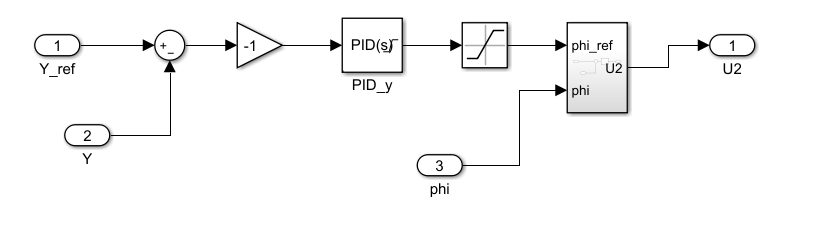 1
Y_ref
+
−
-1
PID(s)
PID_y
phi_ref
U2
phi
1
U2
2
Y
3
phi